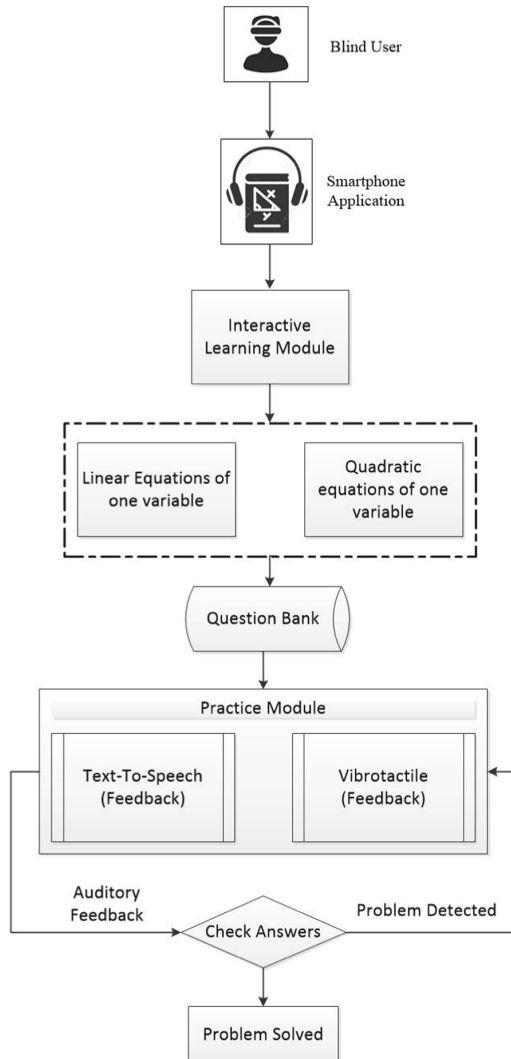 Blind User
Smartphone
Application
Interactive
Learning Module
Linear Equations of
one variable
Quadratic
equations of one
variable
Question Bank
Practice Module
Text-To-Speech
(Feedback)
Vibrotactile
(Feedback)
Auditory
Feedback
Check Answers
Problem Detected
Problem Solved